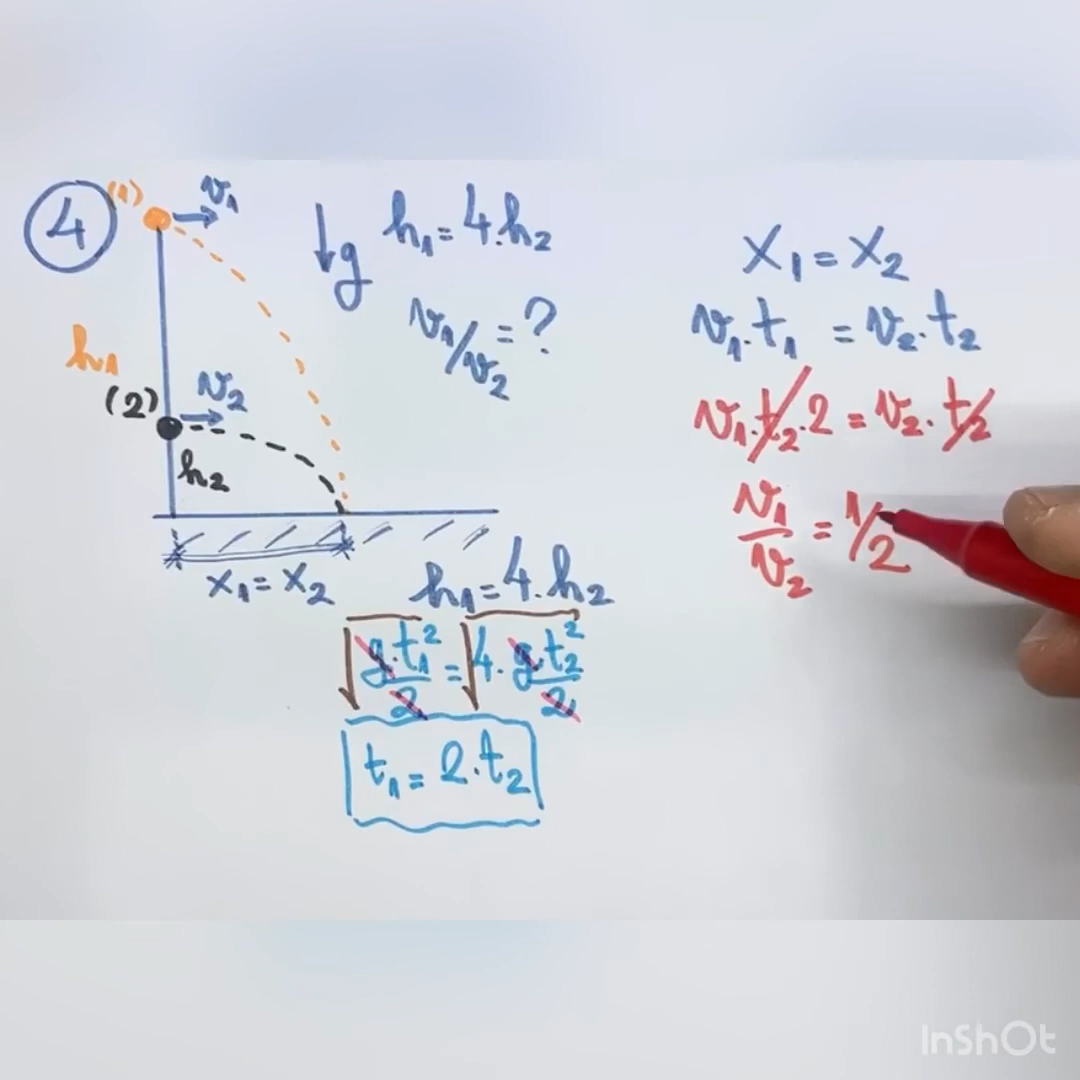 4
(1)
v₁
↓g
h₁ = 4.h₂
v₁/v₂ = ?
h₁
(2)
v₂
h₂
x₁ = x₂
h₁ = 4.h₂
√(g.t₁²/2) = √(4.g.t₂²/2)
t₁ = 2.t₂
x₁ = x₂
v₁.t₁ = v₂.t₂
v₁.t₂.2 = v₂.t₂
v₁/v₂ = 1/2
InShOt